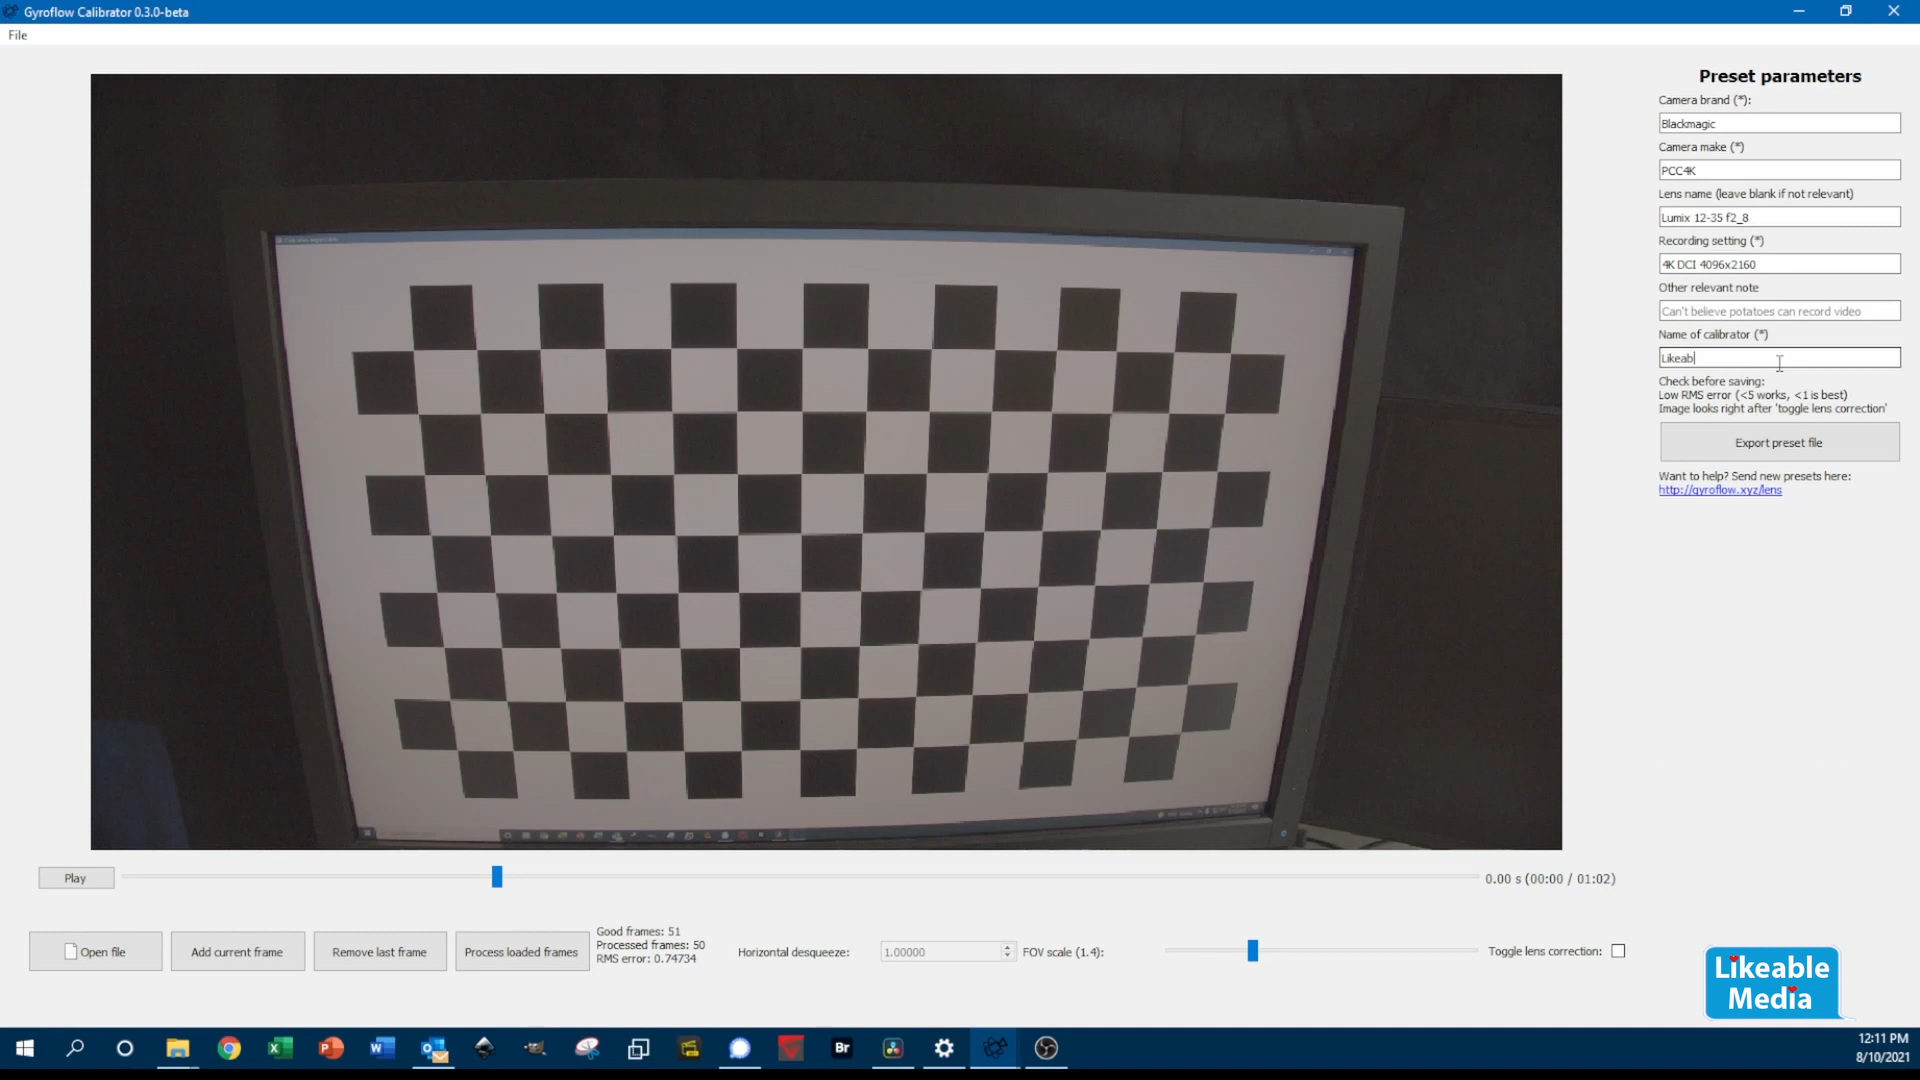 Gyroflow Calibrator 0.3.0-beta
File
Preset parameters
Camera brand (*):
Blackmagic
Camera make (*)
PCC4K
Lens name (leave blank if not relevant)
Lumix 12-35 f2_8
Recording setting (*)
4K DCI 4096x2160
Other relevant note
Can't believe potatoes can record video
Name of calibrator (*)
Likeab
Check before saving:
Low RMS error (<5 works, <1 is best)
Image looks right after 'toggle lens correction'
Export preset file
Want to help? Send new presets here:
http://gyroflow.xyz/lens
Play
0.00 s (00:00 / 01:02)
Open file
Add current frame
Remove last frame
Process loaded frames
Good frames: 51
Processed frames: 50
RMS error: 0.74734
Horizontal desqueeze:
1.00000
FOV scale (1.4):
Toggle lens correction:
Likeable
Media
Br
12:11 PM
8/10/2021